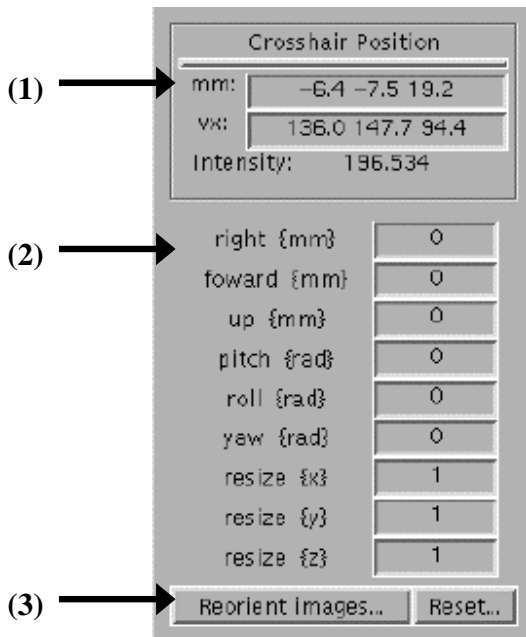 Crosshair Position
(1) mm: -6.4 -7.5 19.2
vx: 136.0 147.7 94.4
Intensity: 196.534
(2) right {mm} 0
foward {mm} 0
up {mm} 0
pitch {rad} 0
roll {rad} 0
yaw {rad} 0
resize {x} 1
resize {y} 1
resize {z} 1
(3) Reorient images... Reset...